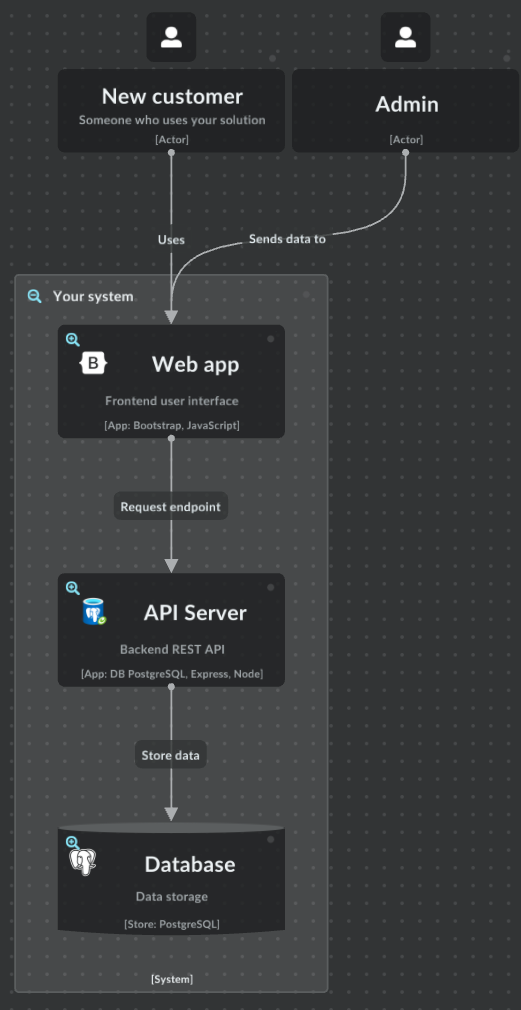 New customer
Someone who uses your solution
[Actor]
Admin
[Actor]
Uses
Sends data to
Your system
B
Web app
Frontend user interface
[App: Bootstrap, JavaScript]
Request endpoint
API Server
Backend REST API
[App: DB PostgreSQL, Express, Node]
Store data
Database
Data storage
[Store: PostgreSQL]
[System]